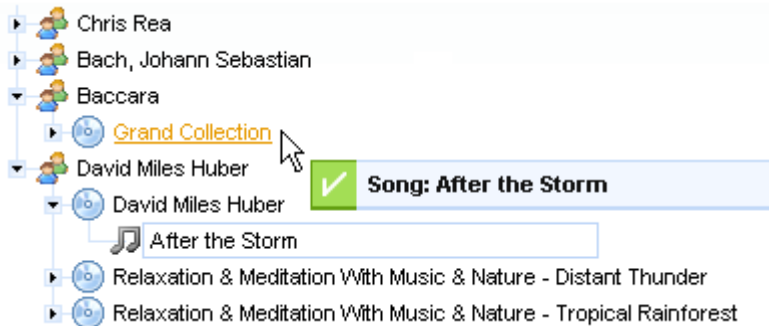 Chris Rea
Bach, Johann Sebastian
Baccara
Grand Collection
David Miles Huber
Song: After the Storm
David Miles Huber
After the Storm
Relaxation & Meditation With Music & Nature - Distant Thunder
Relaxation & Meditation With Music & Nature - Tropical Rainforest